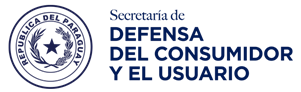 REPUBLICA DEL PARAGUAY
Secretaría de
DEFENSA
DEL CONSUMIDOR
Y EL USUARIO